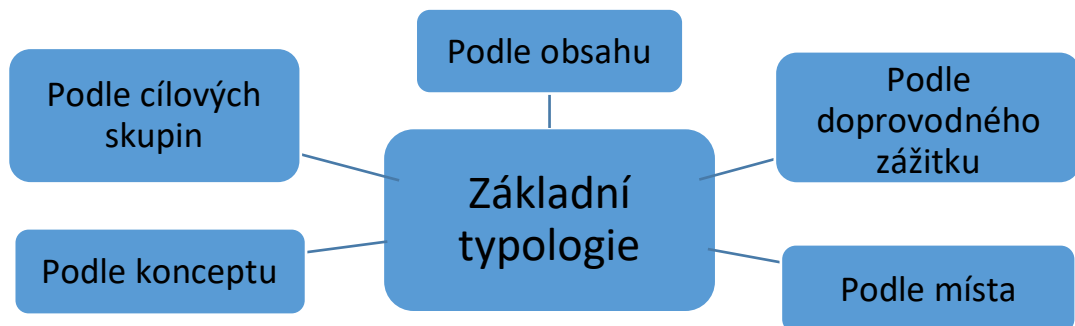 Podle obsahu
Podle cílových
skupin
Podle
doprovodného
zážitku
Základní
typologie
Podle konceptu
Podle místa